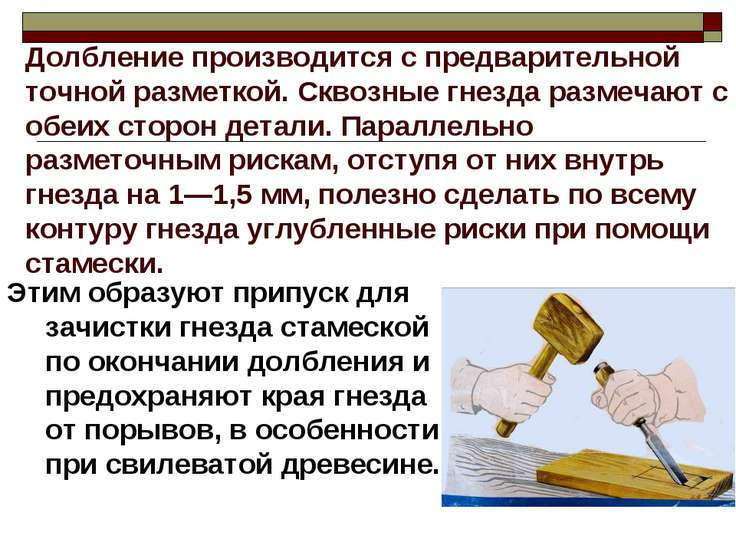 Долбление производится с предварительной
точной разметкой. Сквозные гнезда размечают с
обеих сторон детали. Параллельно
разметочным рискам, отступя от них внутрь
гнезда на 1—1,5 мм, полезно сделать по всему
контуру гнезда углубленные риски при помощи
стамески.
Этим образуют припуск для
зачистки гнезда стамеской
по окончании долбления и
предохраняют края гнезда
от порывов, в особенности
при свилеватой древесине.